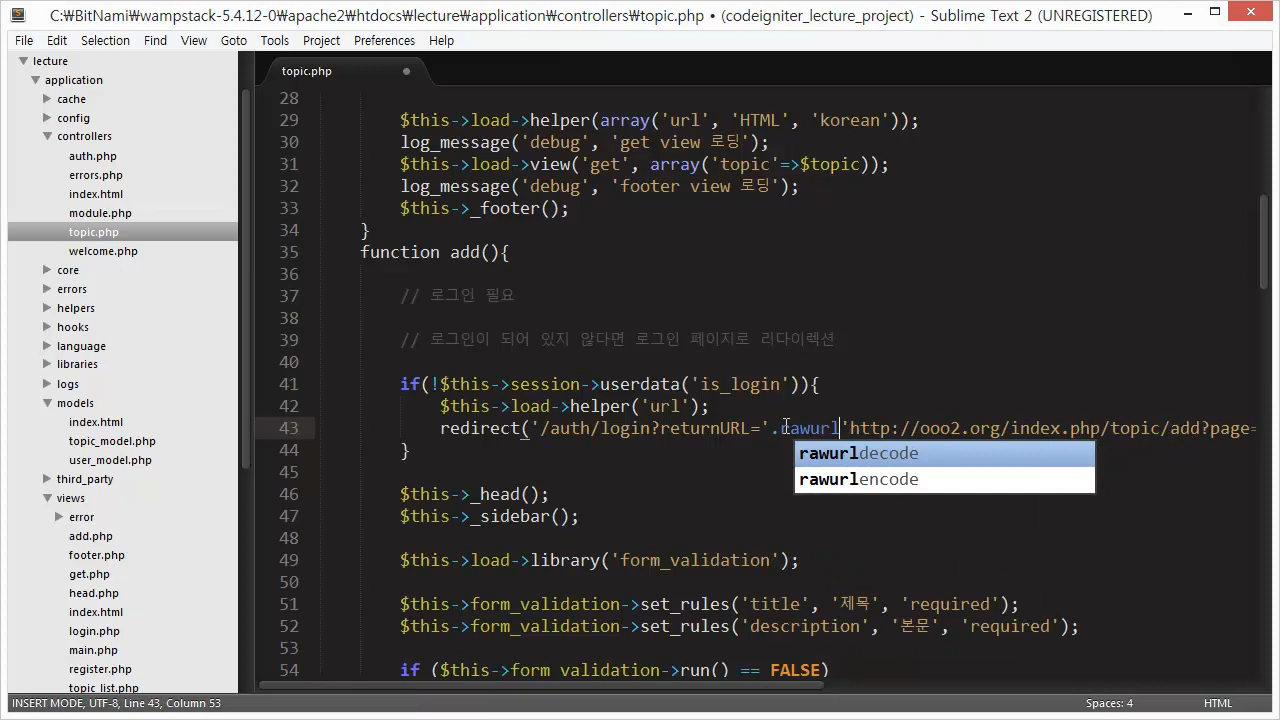 C:₩BitNami₩wampstack-5.4.12-0₩apache2₩htdocs₩lecture₩application₩controllers₩topic.php • (codeigniter_lecture_project) - Sublime Text 2 (UNREGISTERED)
File Edit Selection Find View Goto Tools Project Preferences Help
lecture
application
cache
config
controllers
auth.php
errors.php
index.html
module.php
topic.php
welcome.php
core
errors
helpers
hooks
language
libraries
logs
models
index.html
topic_model.php
user_model.php
third_party
views
error
add.php
footer.php
get.php
head.php
index.html
login.php
main.php
register.php
topic_list.php
topic.php
28
29 $this->load->helper(array('url', 'HTML', 'korean'));
30 log_message('debug', 'get view 로딩');
31 $this->load->view('get', array('topic'=>$topic));
32 log_message('debug', 'footer view 로딩');
33 $this->_footer();
34 }
35 function add(){
36
37 // 로그인 필요
38
39 // 로그인이 되어 있지 않다면 로그인 페이지로 리다이렉션
40
41 if(!$this->session->userdata('is_login')){
42 $this->load->helper('url');
43 redirect('/auth/login?returnURL='.rawurl'http://ooo2.org/index.php/topic/add?page=
rawurldecode
44 }
rawurlencode
45
46 $this->_head();
47 $this->_sidebar();
48
49 $this->load->library('form_validation');
50
51 $this->form_validation->set_rules('title', '제목', 'required');
52 $this->form_validation->set_rules('description', '본문', 'required');
53
54 if ($this->form_validation->run() == FALSE)
INSERT MODE, UTF-8, Line 43, Column 53 Spaces: 4 HTML